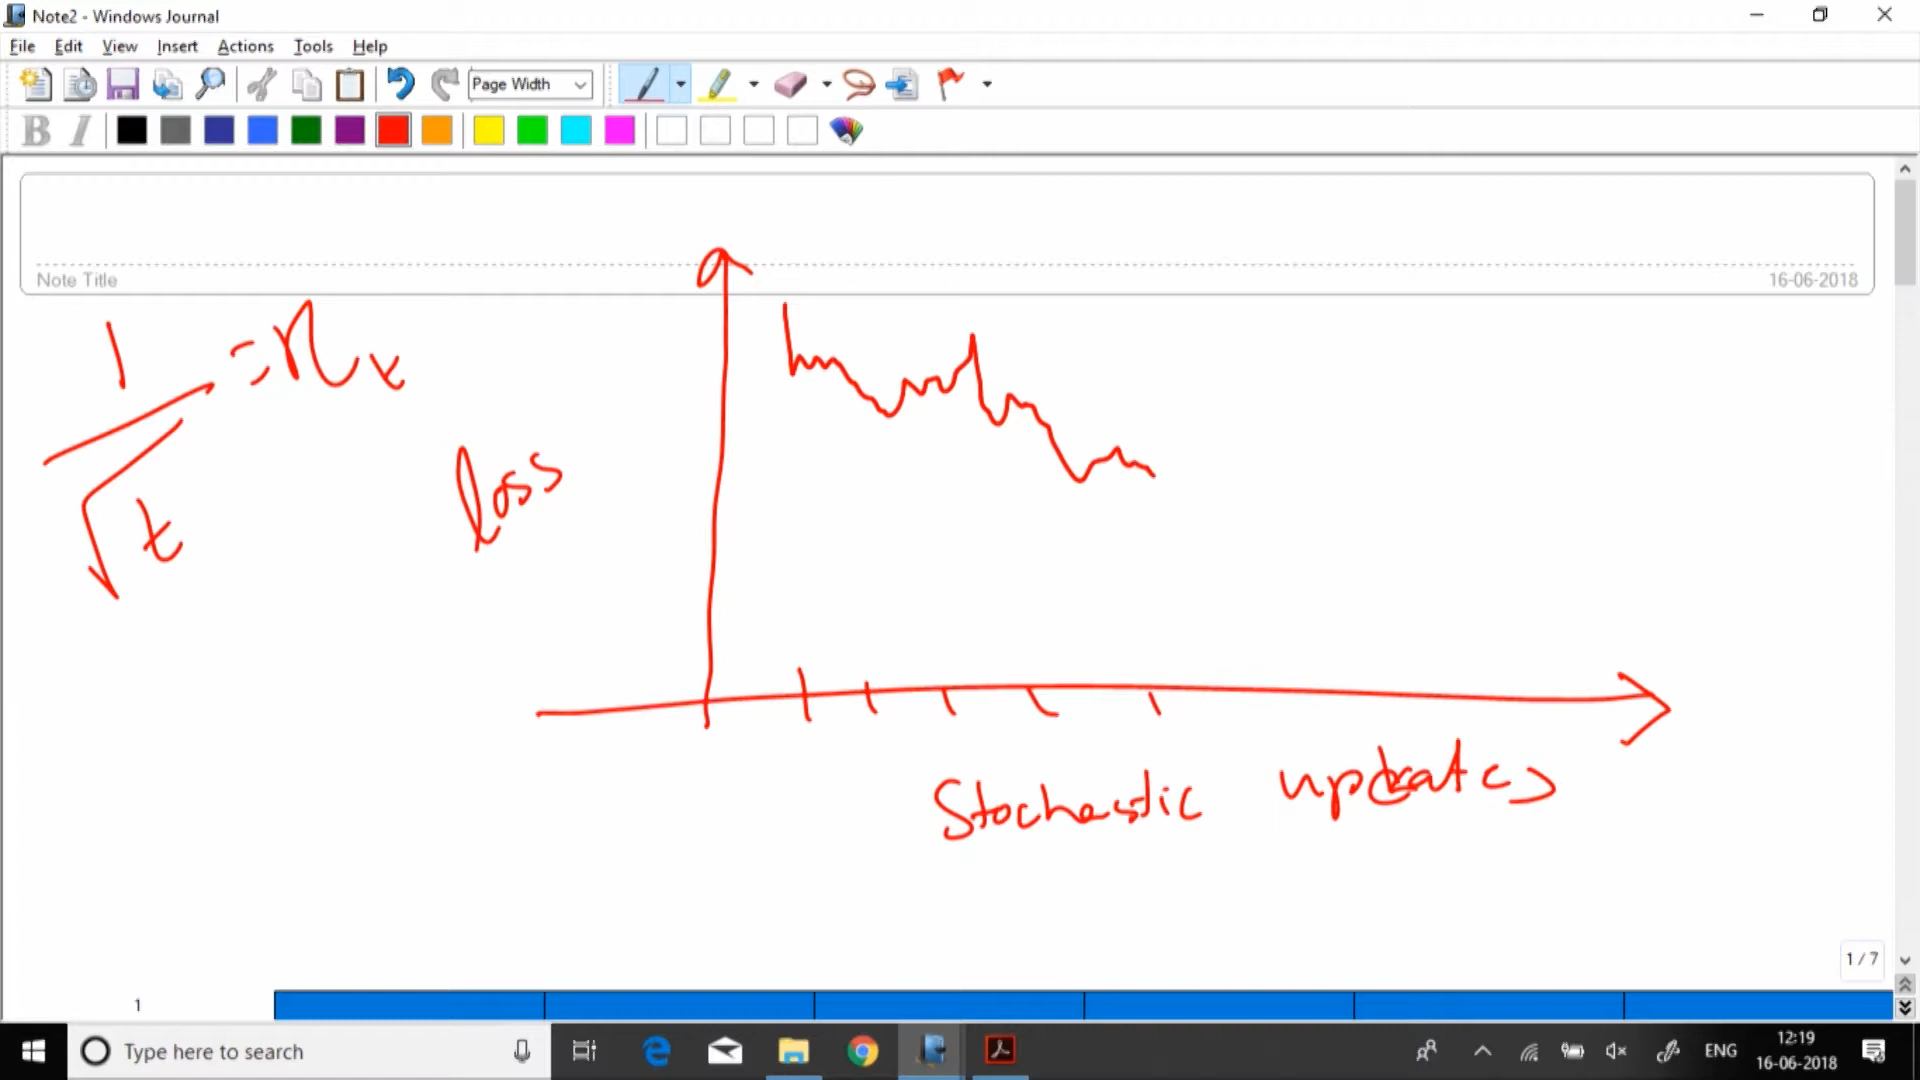 Note2 - Windows Journal
File Edit View Insert Actions Tools Help
Page Width
B I
Note Title
16-06-2018
1/√t = η_t
loss
Stochastic updates
1 / 7
1
Type here to search
ENG
12:19
16-06-2018